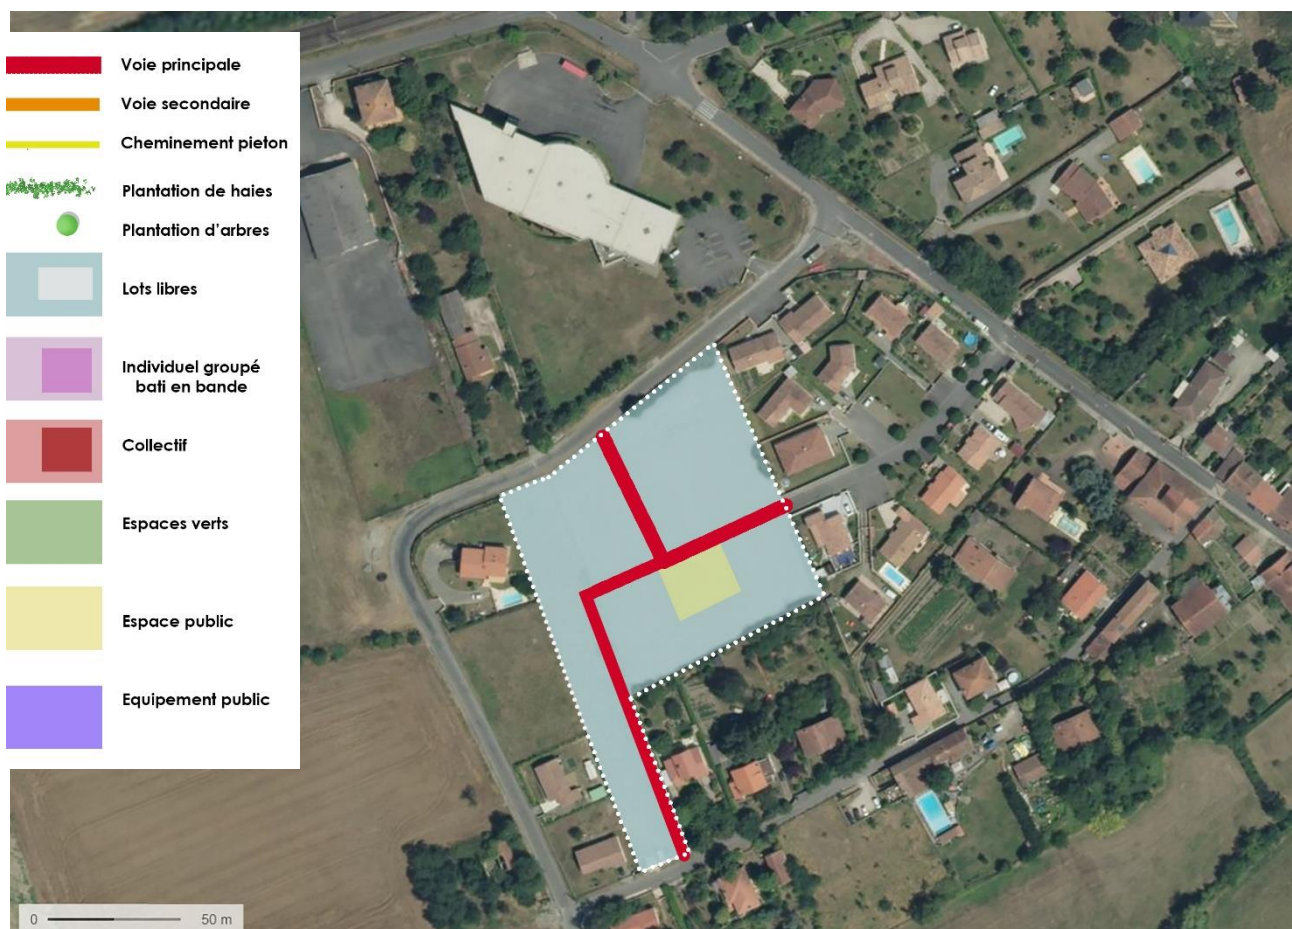 Voie principale
Voie secondaire
Cheminement pieton
Plantation de haies
Plantation d'arbres
Lots libres
Individuel groupé
bati en bande
Collectif
Espaces verts
Espace public
Equipement public
0 50 m